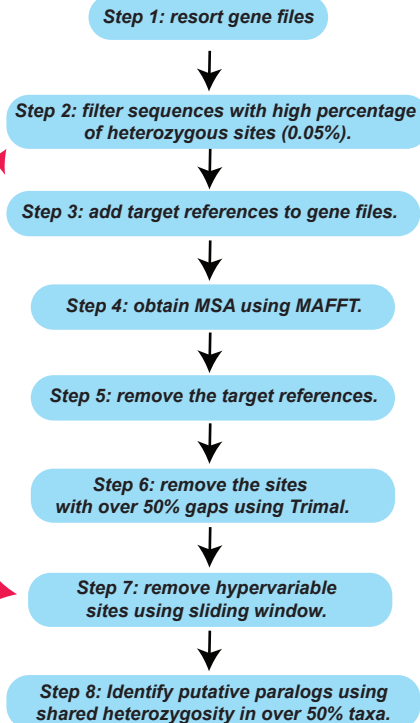 Step 1: resort gene files
Step 2: filter sequences with high percentage
of heterozygous sites (0.05%).
Step 3: add target references to gene files.
Step 4: obtain MSA using MAFFT.
Step 5: remove the target references.
Step 6: remove the sites
with over 50% gaps using Trimal.
Step 7: remove hypervariable
sites using sliding window.
Step 8: Identify putative paralogs using
shared heterozygosity in over 50% taxa.